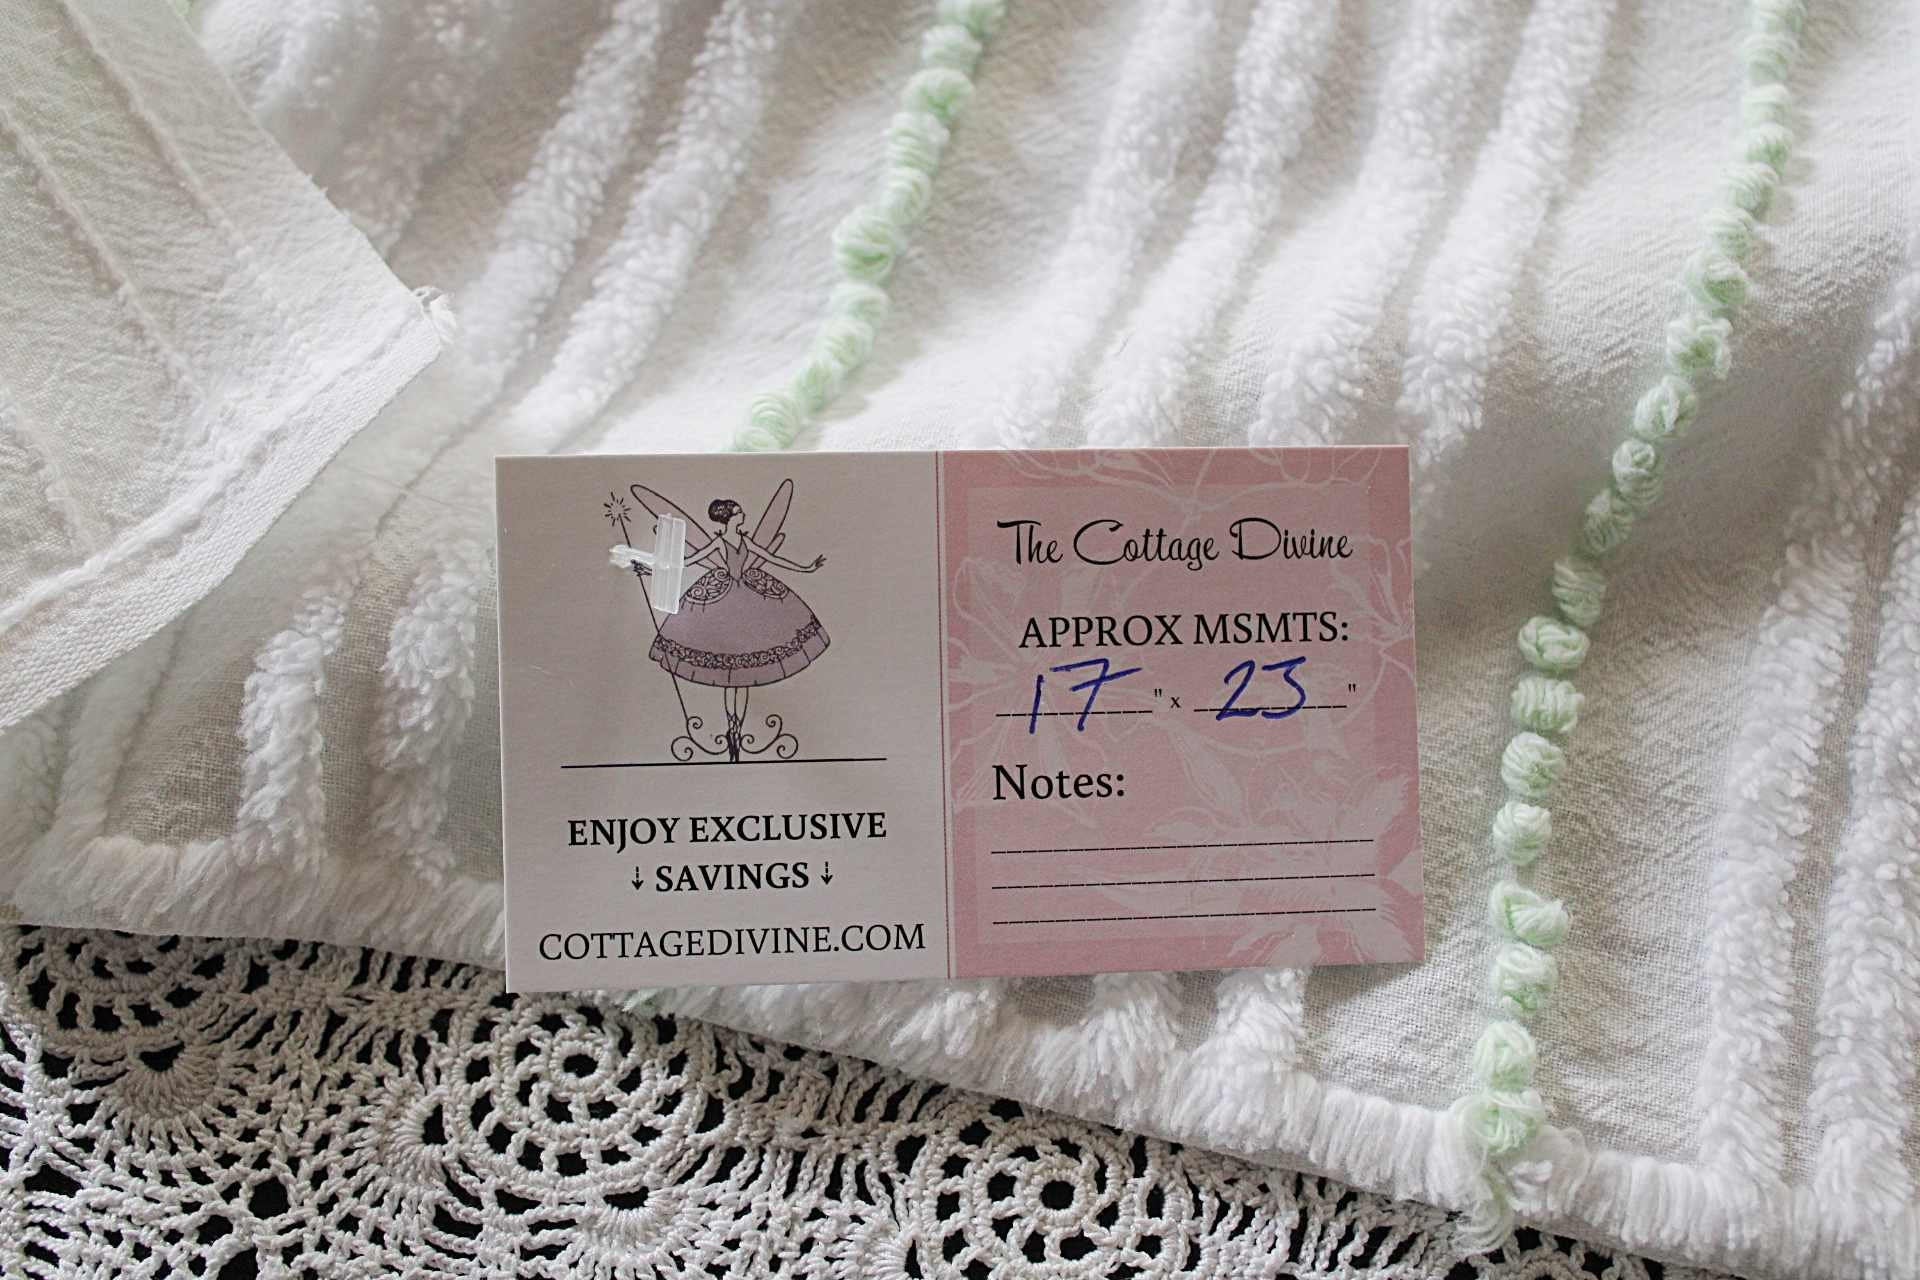 ENJOY EXCLUSIVE
↓ SAVINGS ↓
COTTAGEDIVINE.COM
The Cottage Divine
APPROX MSMTS:
17 " x 23 "
Notes: